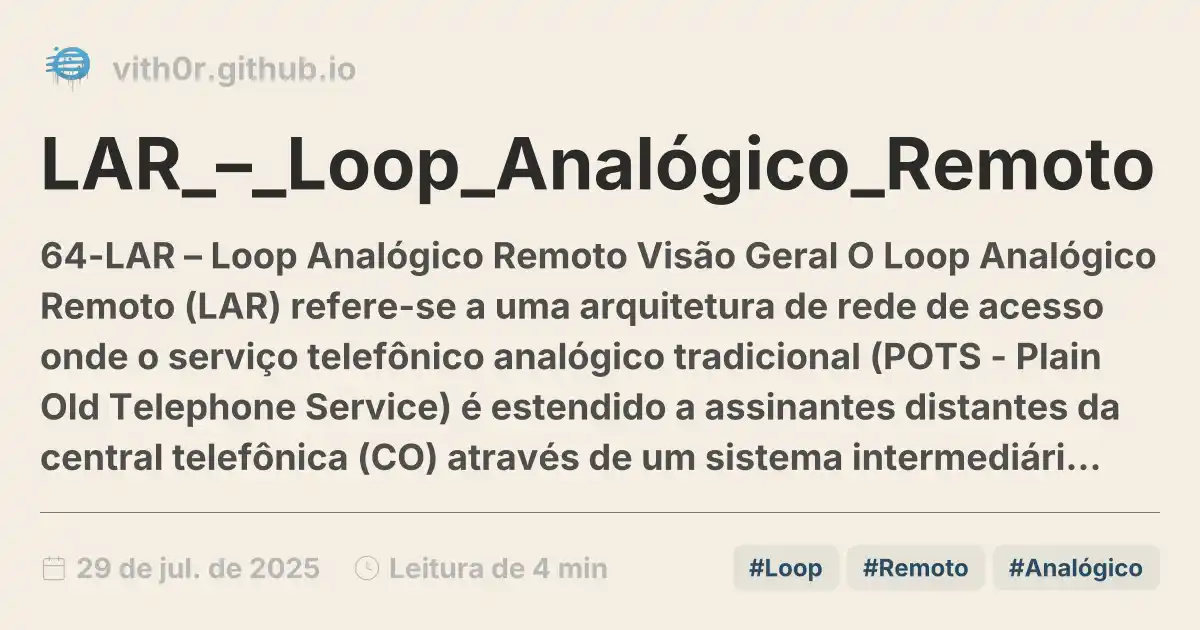 vith0r.github.io
LAR_–_Loop_Analógico_Remoto
64-LAR – Loop Analógico Remoto Visão Geral O Loop Analógico
Remoto (LAR) refere-se a uma arquitetura de rede de acesso
onde o serviço telefônico analógico tradicional (POTS - Plain
Old Telephone Service) é estendido a assinantes distantes da
central telefônica (CO) através de um sistema intermediári...
29 de jul. de 2025 Leitura de 4 min #Loop #Remoto #Analógico